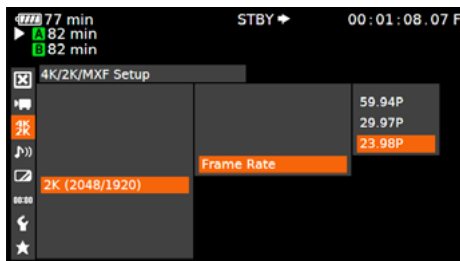 77 min
STBY
00:01:08.07 F
A 82 min
B 82 min
4K/2K/MXF Setup
59.94P
29.97P
4K
2K
23.98P
Frame Rate
2K (2048/1920)
00:00